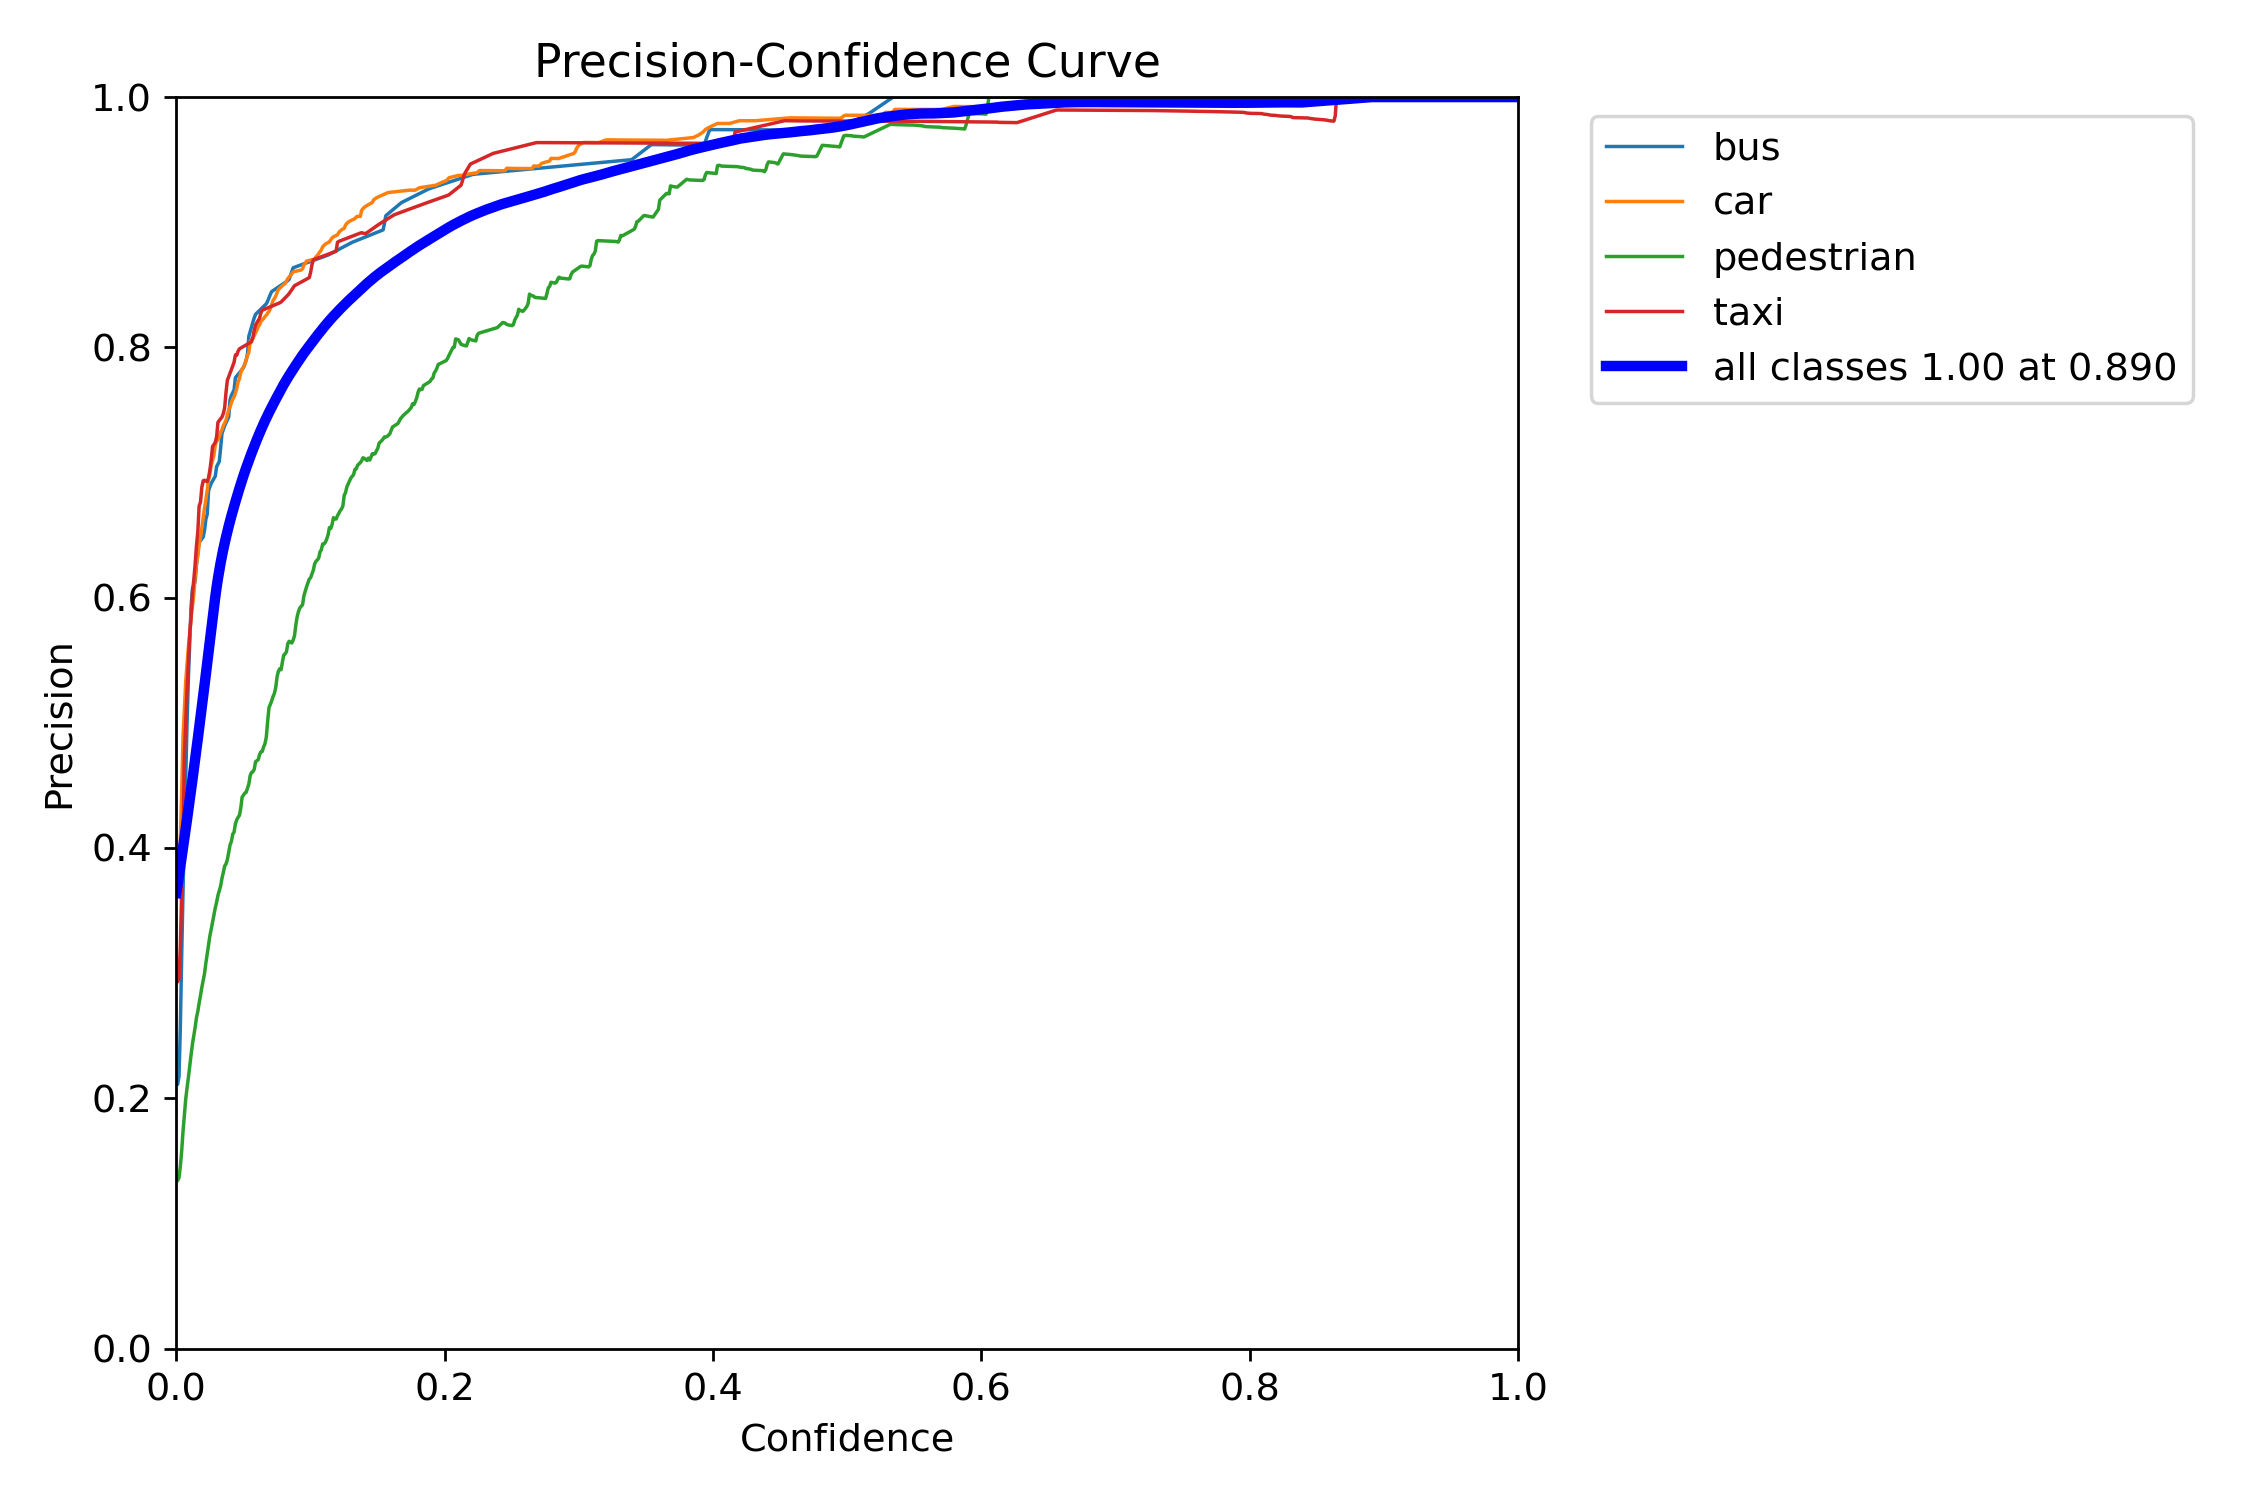 Precision-Confidence Curve
1.0
0.8
0.6
0.4
0.2
0.0
Precision
0.0 0.2 0.4 0.6 0.8 1.0
Confidence
bus
car
pedestrian
taxi
all classes 1.00 at 0.890